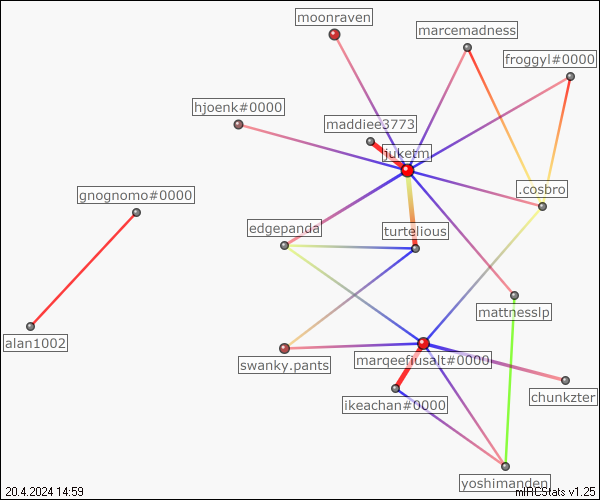 moonraven
marcemadness
froggyl#0000
hjoenk#0000
maddiee3773
juketm
gnognomo#0000
.cosbro
edgepanda
turtelious
mattnesslp
alan1002
swanky.pants
marqeefiusalt#0000
chunkzter
ikeachan#0000
yoshimanden
20.4.2024 14:59
mIRCStats v1.25